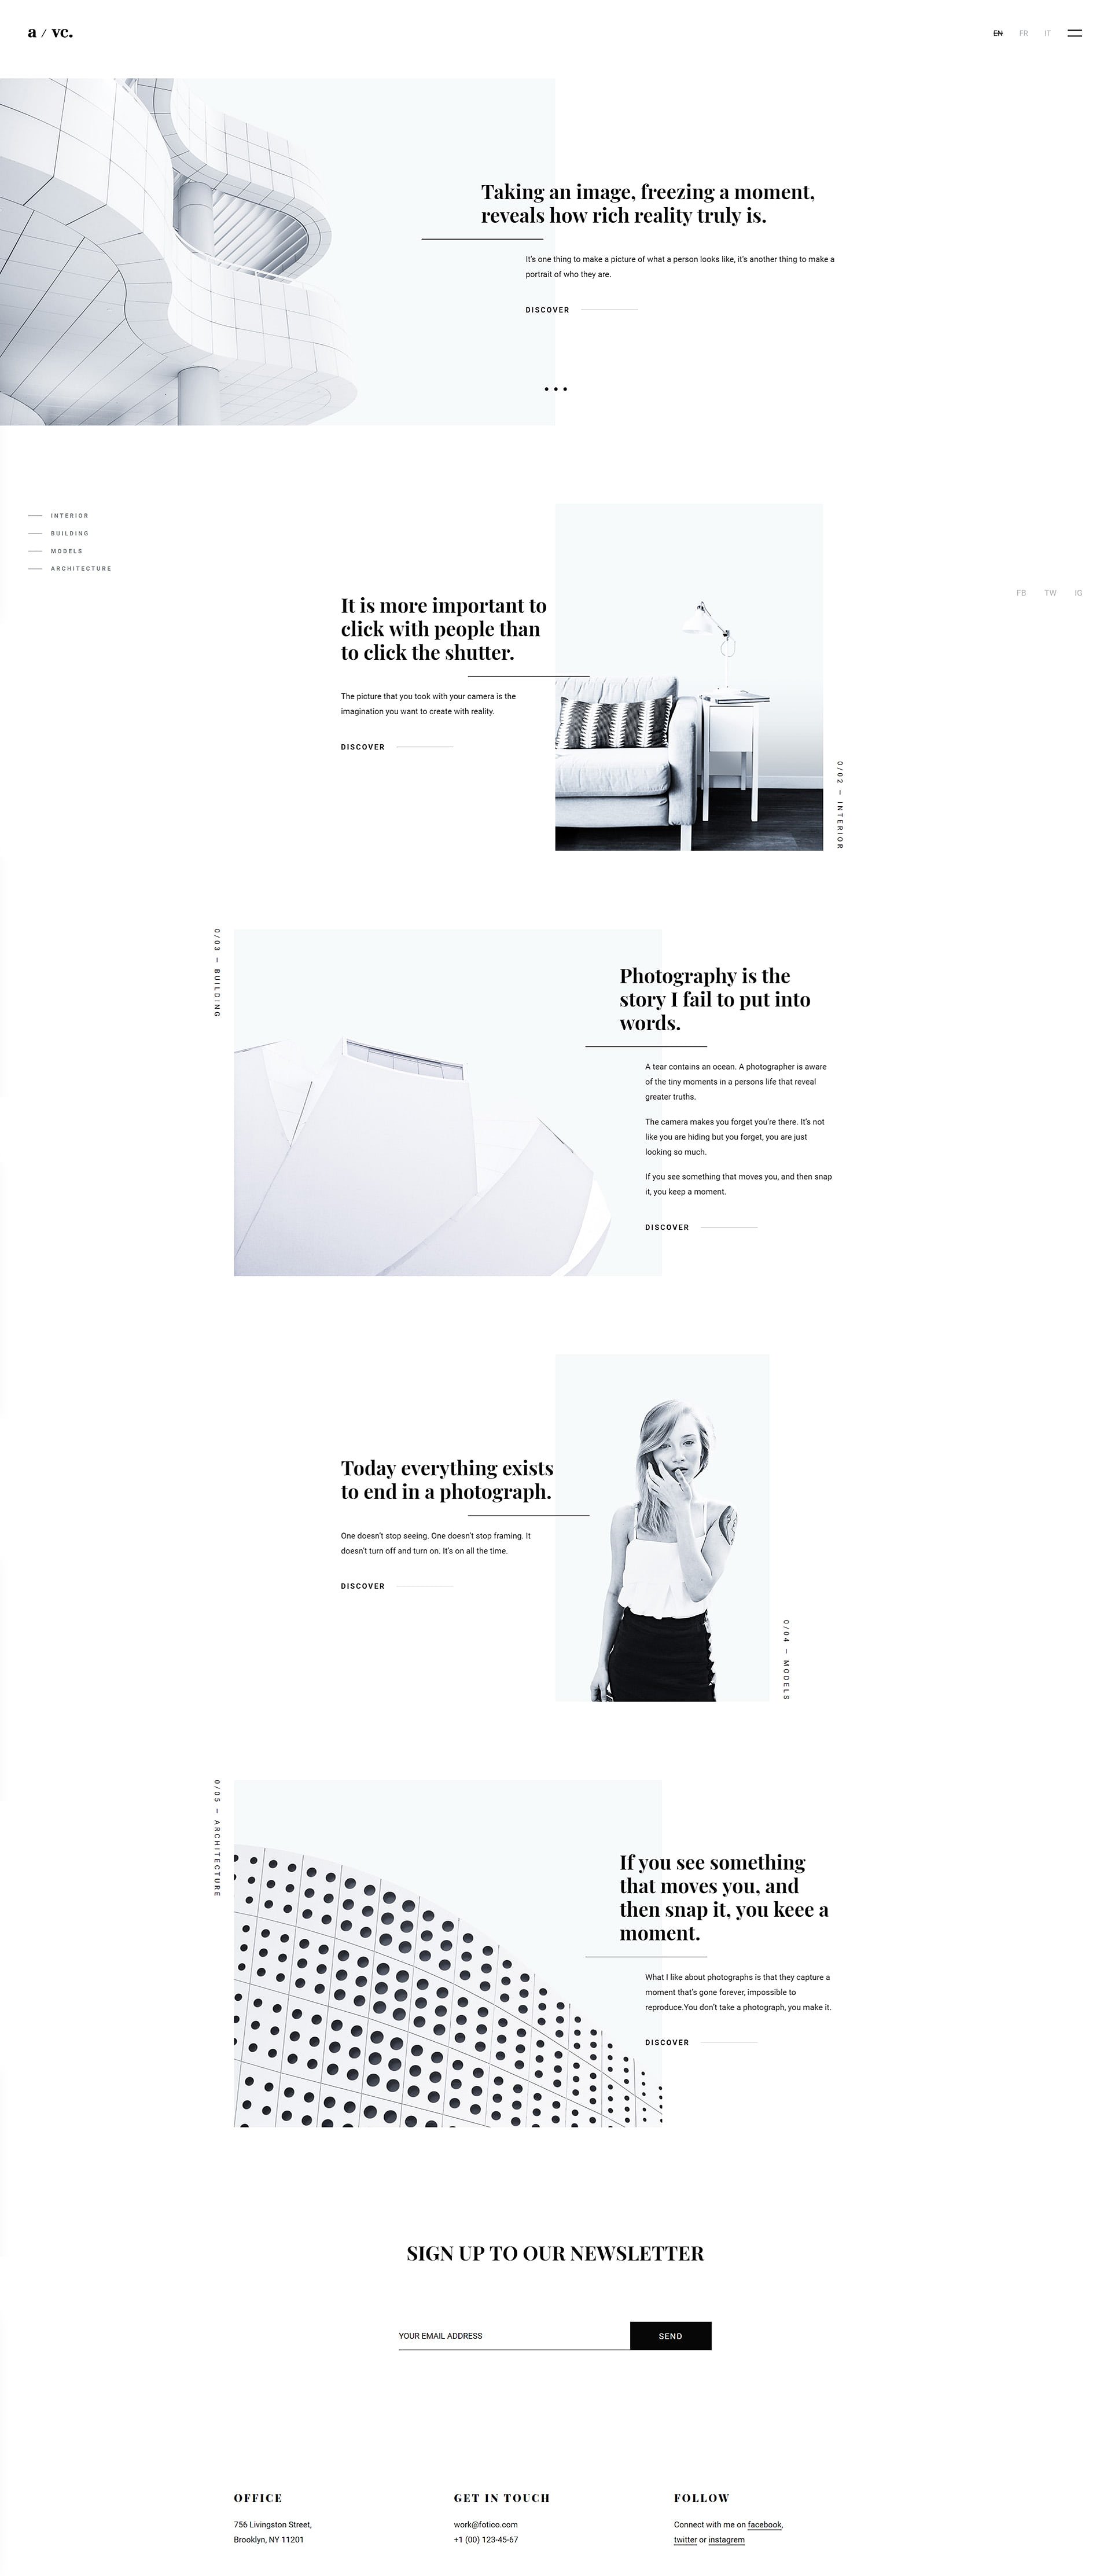 a / vc.
EN FR IT
Taking an image, freezing a moment,
reveals how rich reality truly is.
It's one thing to make a picture of what a person looks like, it's another thing to make a
portrait of who they are.
DISCOVER
INTERIOR
BUILDING
MODELS
ARCHITECTURE
FB TW IG
It is more important to
click with people than
to click the shutter.
The picture that you took with your camera is the
imagination you want to create with reality.
DISCOVER
0/02 — INTERIOR
0/03 — BUILDING
Photography is the
story I fail to put into
words.
A tear contains an ocean. A photographer is aware
of the tiny moments in a persons life that reveal
greater truths.
The camera makes you forget you're there. It's not
like you are hiding but you forget, you are just
looking so much.
If you see something that moves you, and then snap
it, you keep a moment.
DISCOVER
Today everything exists
to end in a photograph.
One doesn't stop seeing. One doesn't stop framing. It
doesn't turn off and turn on. It's on all the time.
DISCOVER
0/04 — MODELS
0/05 — ARCHITECTURE
If you see something
that moves you, and
then snap it, you keee a
moment.
What I like about photographs is that they capture a
moment that's gone forever, impossible to
reproduce.You don't take a photograph, you make it.
DISCOVER
SIGN UP TO OUR NEWSLETTER
YOUR EMAIL ADDRESS
SEND
OFFICE
756 Livingston Street,
Brooklyn, NY 11201
GET IN TOUCH
work@fotico.com
+1 (00) 123-45-67
FOLLOW
Connect with me on facebook,
twitter or instagrem